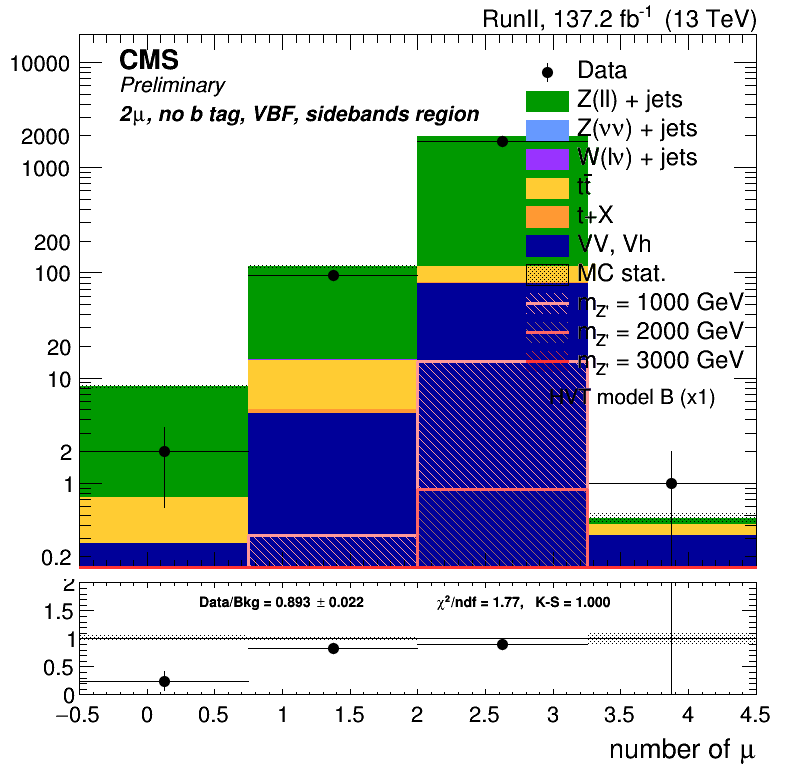 RunII, 137.2 fb⁻¹ (13 TeV)
CMS
Preliminary
2μ, no b tag, VBF, sidebands region
Data
Z(ll) + jets
Z(νν) + jets
W(lν) + jets
tt̄
t+X
VV, Vh
MC stat.
m_Z' = 1000 GeV
m_Z' = 2000 GeV
m_Z' = 3000 GeV
HVT model B (x1)
10000
2000
1000
200
100
20
10
2
1
0.2
Data/Bkg = 0.893 ± 0.022 χ²/ndf = 1.77, K-S = 1.000
2
1.5
1
0.5
0
−0.5 0 0.5 1 1.5 2 2.5 3 3.5 4 4.5
number of μ